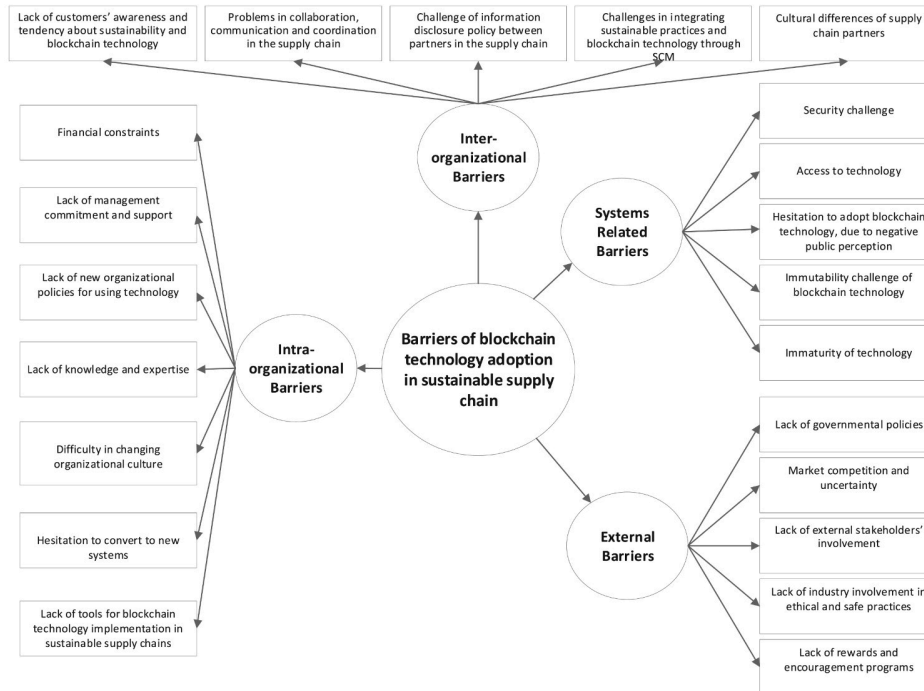 Lack of customers’ awareness and
tendency about sustainability and
blockchain technology
Problems in collaboration,
communication and coordination
in the supply chain
Challenge of information
disclosure policy between
partners in the supply chain
Challenges in integrating
sustainable practices and
blockchain technology through
SCM
Cultural differences of supply
chain partners
Inter-
organizational
Barriers
Financial constraints
Lack of management
commitment and support
Lack of new organizational
policies for using technology
Lack of knowledge and expertise
Difficulty in changing
organizational culture
Hesitation to convert to new
systems
Lack of tools for blockchain
technology implementation in
sustainable supply chains
Intra-
organizational
Barriers
Barriers of blockchain
technology adoption
in sustainable supply
chain
Systems
Related
Barriers
Security challenge
Access to technology
Hesitation to adopt blockchain
technology, due to negative
public perception
Immutability challenge of
blockchain technology
Immaturity of technology
External
Barriers
Lack of governmental policies
Market competition and
uncertainty
Lack of external stakeholders’
involvement
Lack of industry involvement in
ethical and safe practices
Lack of rewards and
encouragement programs